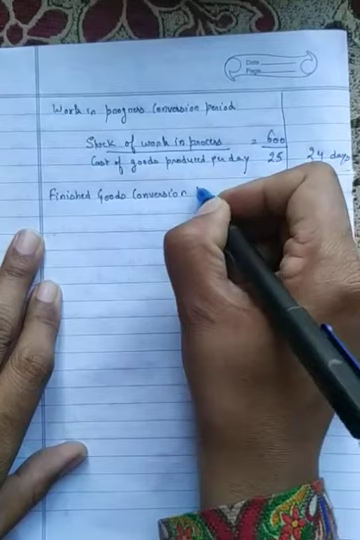 Date
Page
Work in progress Conversion period
Stock of work in process = 600
Cost of goods produced per day 25 24 days
Finished Goods Conversion